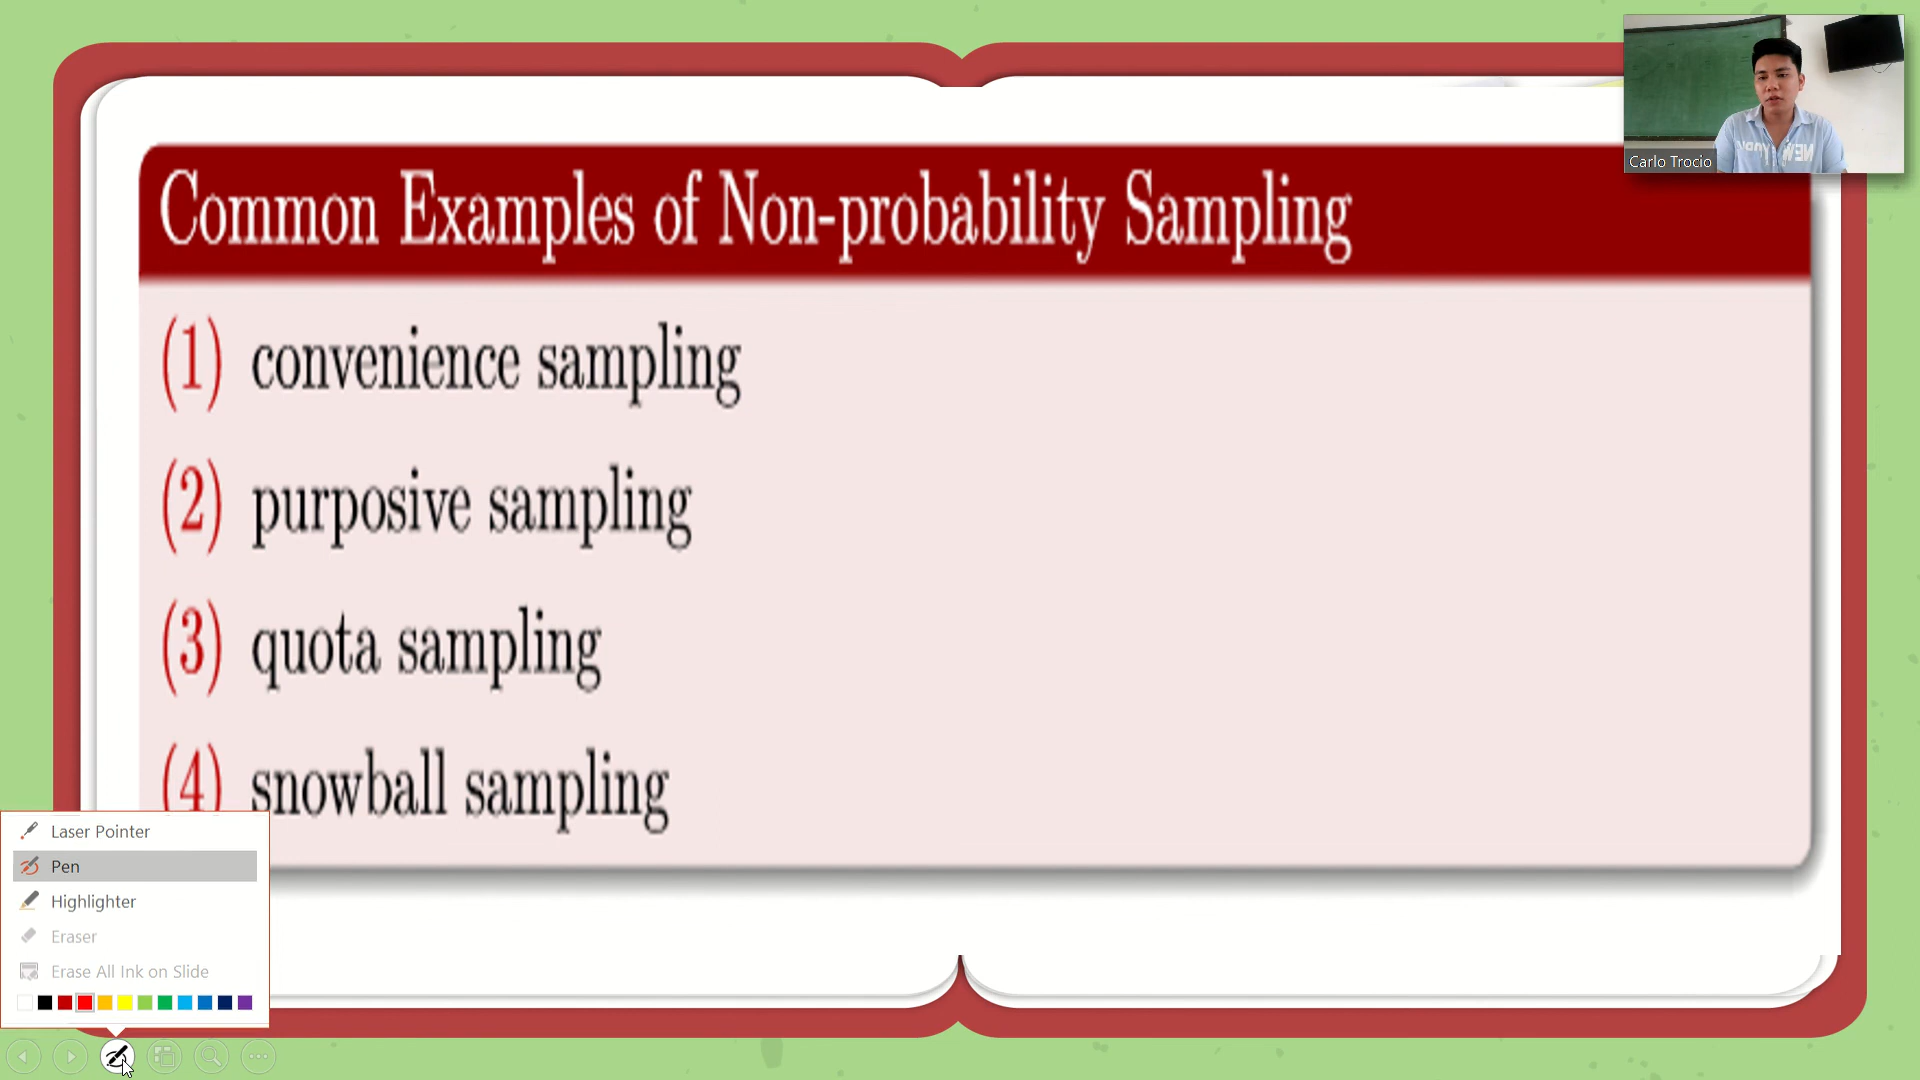 Common Examples of Non-probability Sampling
(1) convenience sampling
(2) purposive sampling
(3) quota sampling
(4) snowball sampling
Carlo Trocio
Laser Pointer
Pen
Highlighter
Eraser
Erase All Ink on Slide